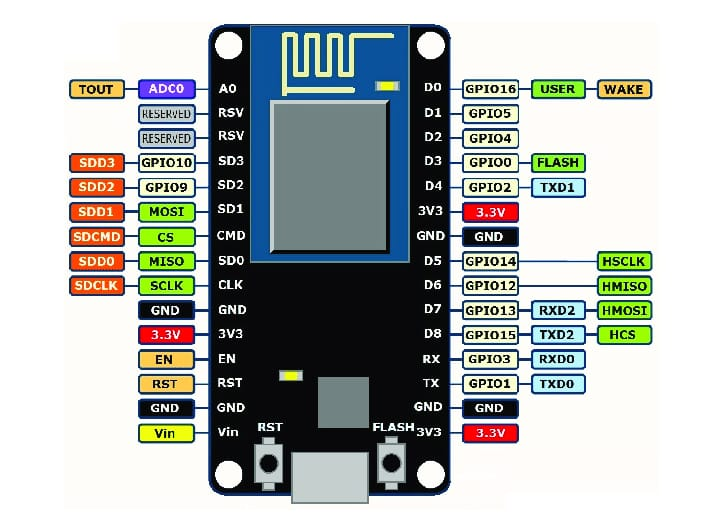 TOUT ADC0 A0 D0 GPIO16 USER WAKE
RESERVED RSV D1 GPIO5
RESERVED RSV D2 GPIO4
SDD3 GPIO10 SD3 D3 GPIO0 FLASH
SDD2 GPIO9 SD2 D4 GPIO2 TXD1
SDD1 MOSI SD1 3V3 3.3V
SDCMD CS CMD GND GND
SDD0 MISO SD0 D5 GPIO14 HSCLK
SDCLK SCLK CLK D6 GPIO12 HMISO
GND GND D7 GPIO13 RXD2 HMOSI
3.3V 3V3 D8 GPIO15 TXD2 HCS
EN EN RX GPIO3 RXD0
RST RST TX GPIO1 TXD0
GND GND GND GND
Vin Vin RST FLASH 3V3 3.3V